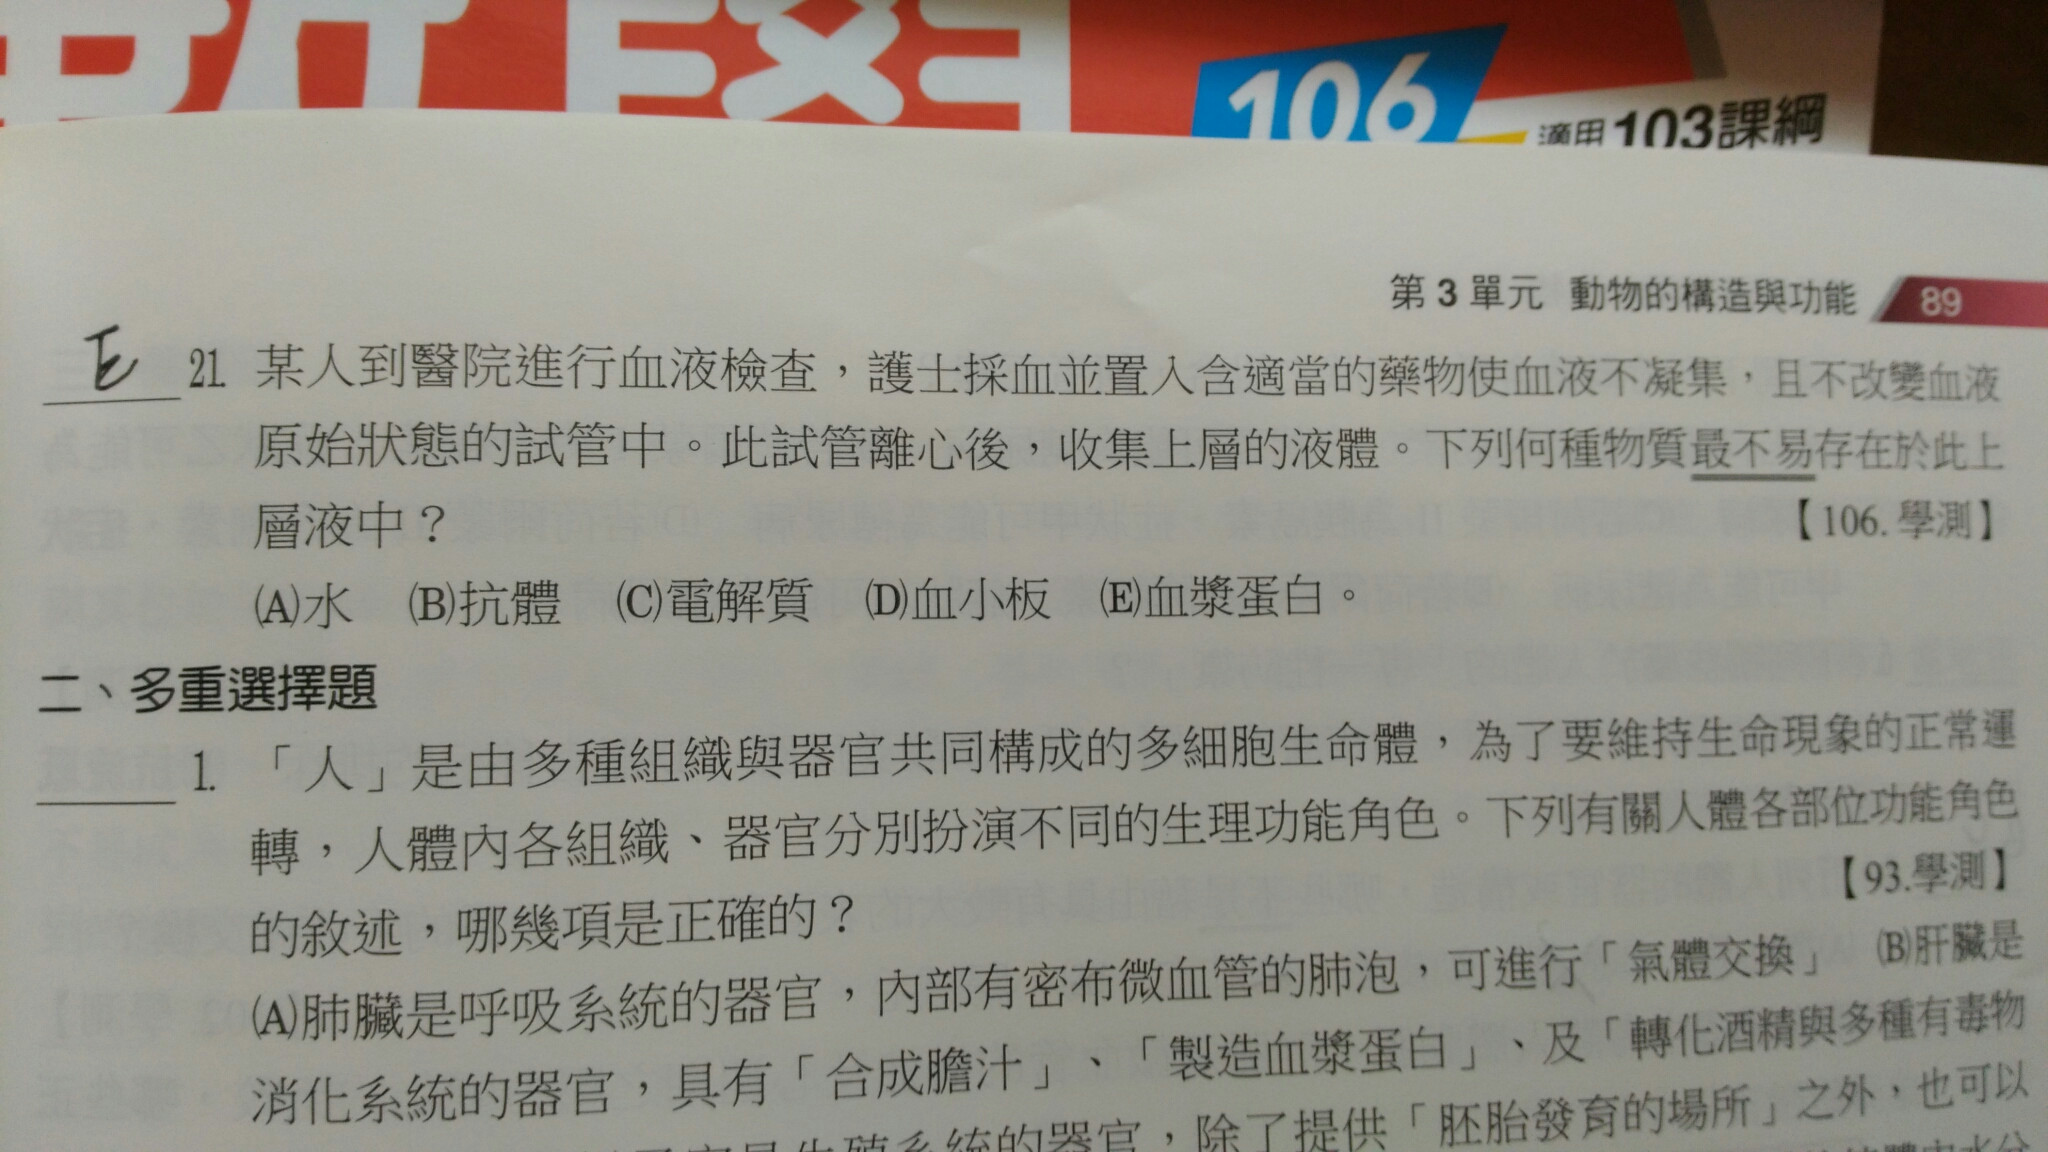 106
適用103課綱
第3單元 動物的構造與功能 89
E 21. 某人到醫院進行血液檢查，護士採血並置入含適當的藥物使血液不凝集，且不改變血液
原始狀態的試管中。此試管離心後，收集上層的液體。下列何種物質最不易存在於此上
層液中？ 【106.學測】
(A)水 (B)抗體 (C)電解質 (D)血小板 (E)血漿蛋白。
二、多重選擇題
1. 「人」是由多種組織與器官共同構成的多細胞生命體，為了要維持生命現象的正常運
轉，人體內各組織、器官分別扮演不同的生理功能角色。下列有關人體各部位功能角色
的敘述，哪幾項是正確的？ 【93.學測】
(A)肺臟是呼吸系統的器官，內部有密布微血管的肺泡，可進行「氣體交換」 (B)肝臟是
消化系統的器官，具有「合成膽汁」、「製造血漿蛋白」、及「轉化酒精與多種有毒物
是生殖系統的器官，除了提供「胚胎發育的場所」之外，也可以